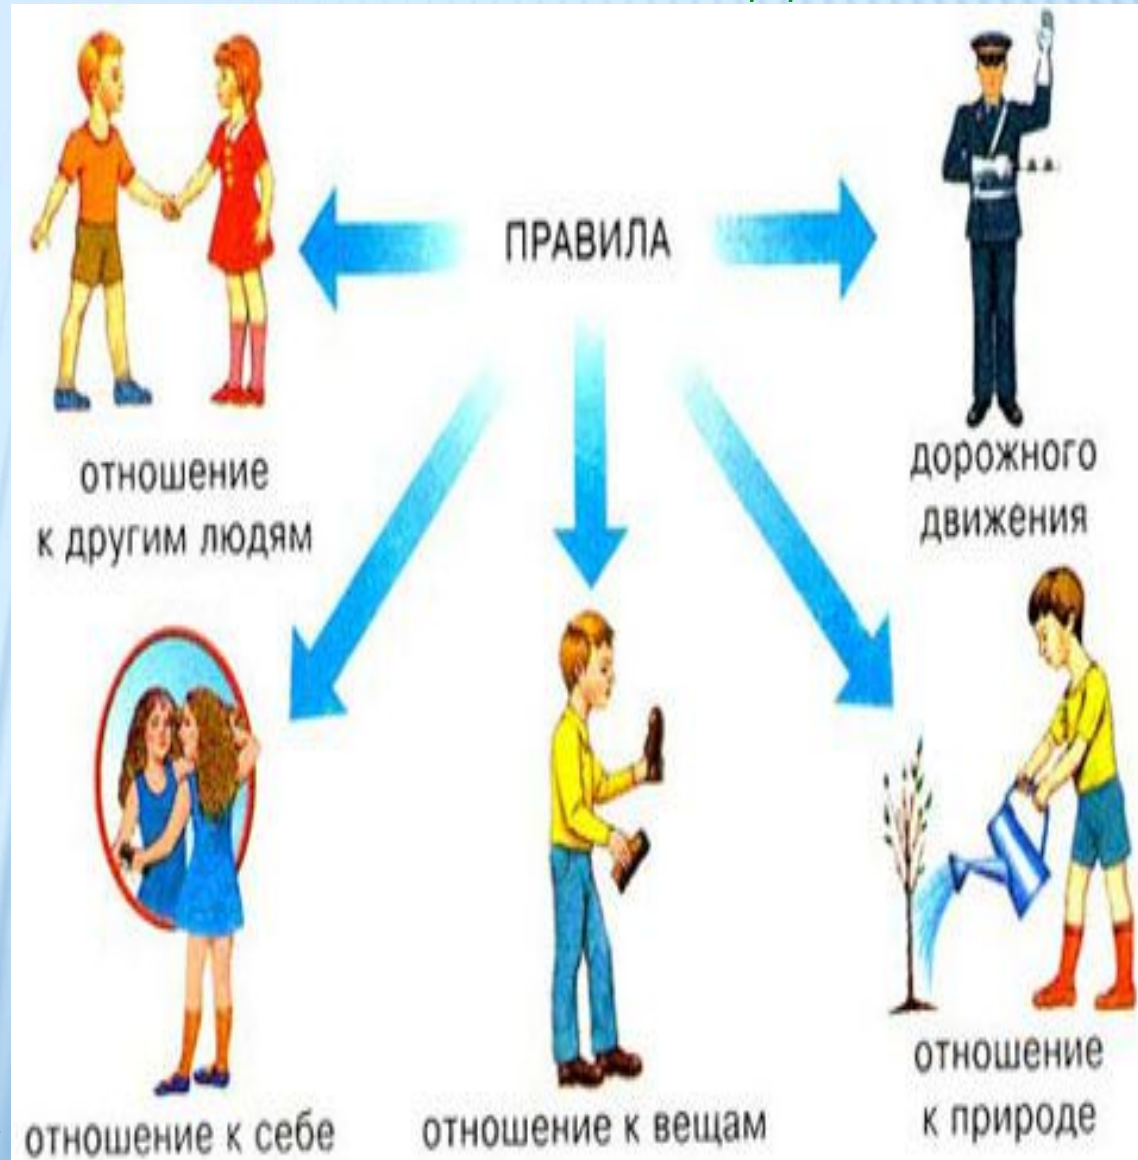 ПРАВИЛА
отношение
к другим людям
дорожного
движения
отношение к себе
отношение к вещам
отношение
к природе